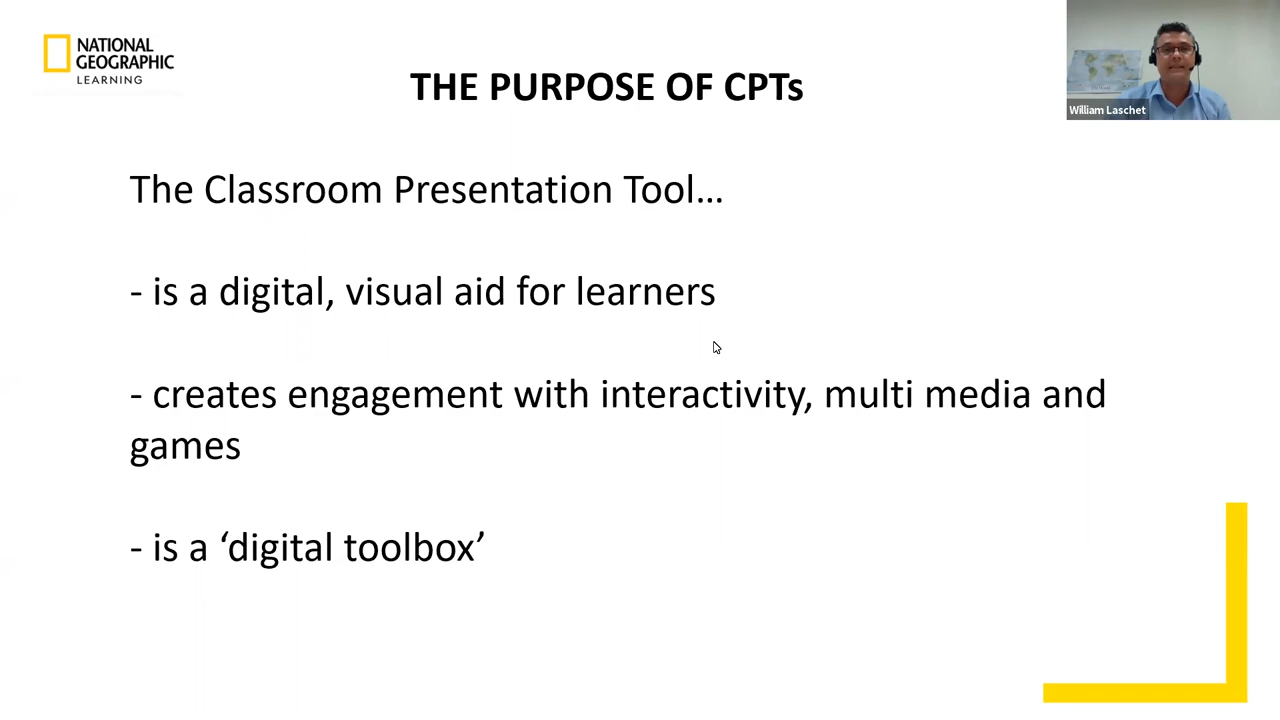 NATIONAL
GEOGRAPHIC
LEARNING
THE PURPOSE OF CPTs
William Laschet
The Classroom Presentation Tool…
- is a digital, visual aid for learners
- creates engagement with interactivity, multi media and
games
- is a ‘digital toolbox’